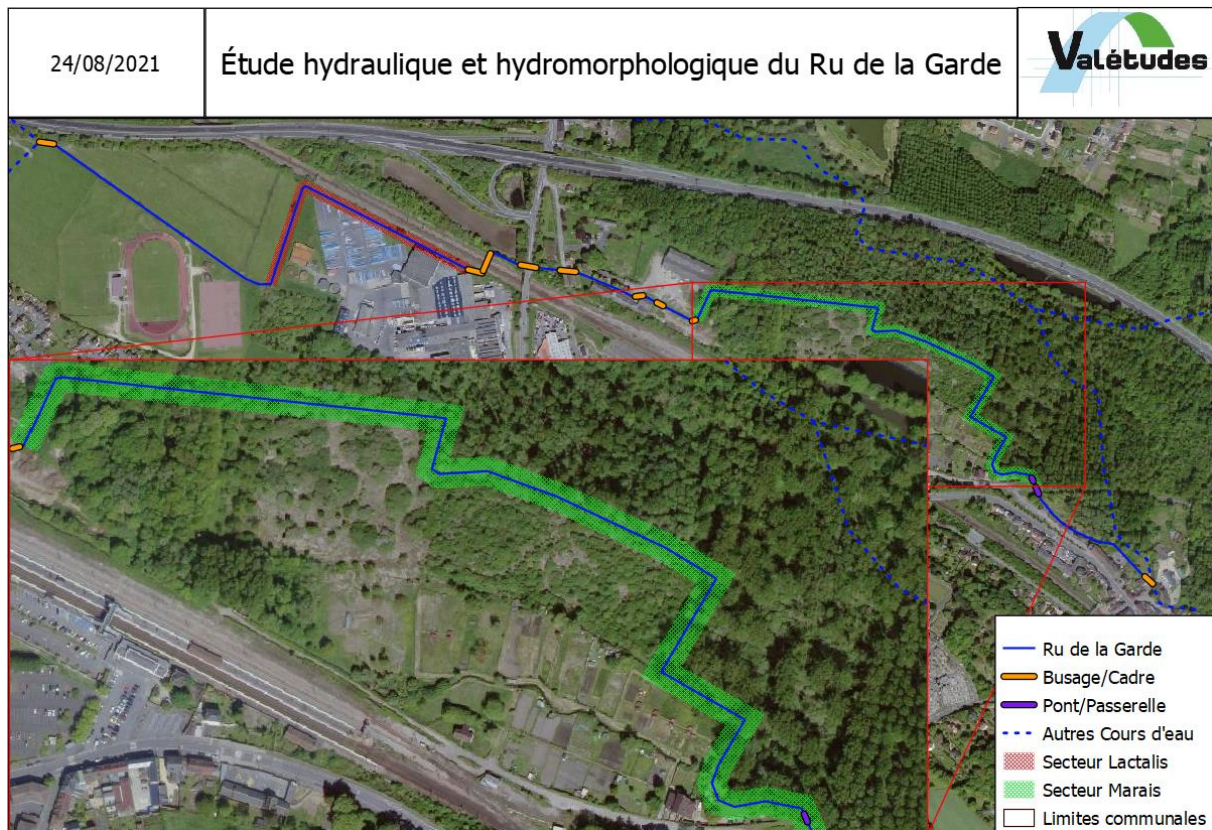 24/08/2021
Étude hydraulique et hydromorphologique du Ru de la Garde
Valétudes
Ru de la Garde
Busage/Cadre
Pont/Passerelle
Autres Cours d'eau
Secteur Lactalis
Secteur Marais
Limites communales